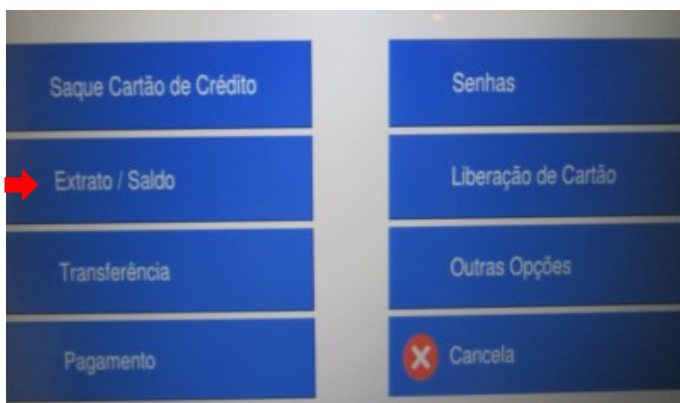 Saque Cartão de Crédito
Senhas
Extrato / Saldo
Liberação de Cartão
Transferência
Outras Opções
Pagamento
Cancela